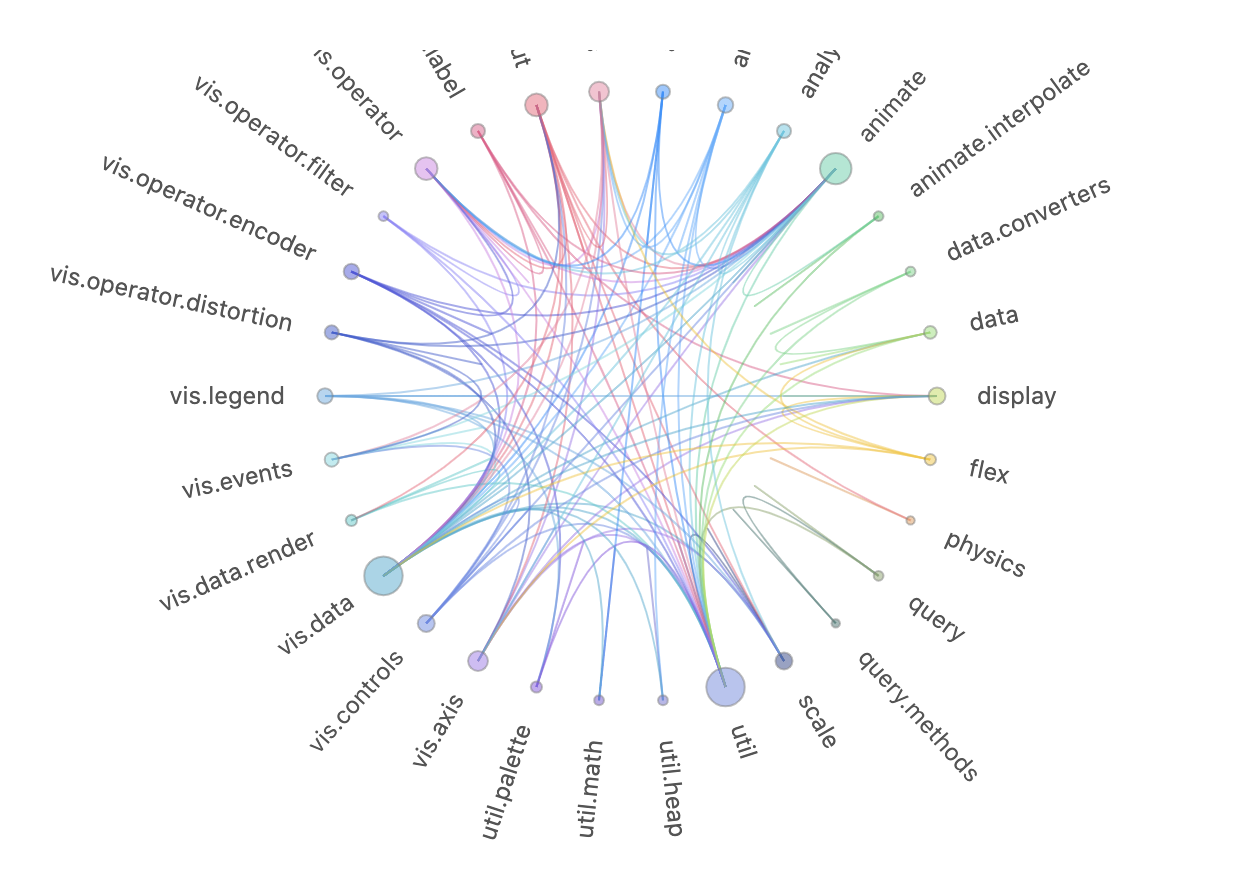 animate
animate.interpolate
data.converters
data
display
flex
physics
query
query.methods
scale
util
util.heap
util.math
util.palette
vis.axis
vis.controls
vis.data
vis.data.render
vis.events
vis.legend
vis.operator.distortion
vis.operator.encoder
vis.operator.filter
is.operator
label
ut
analy